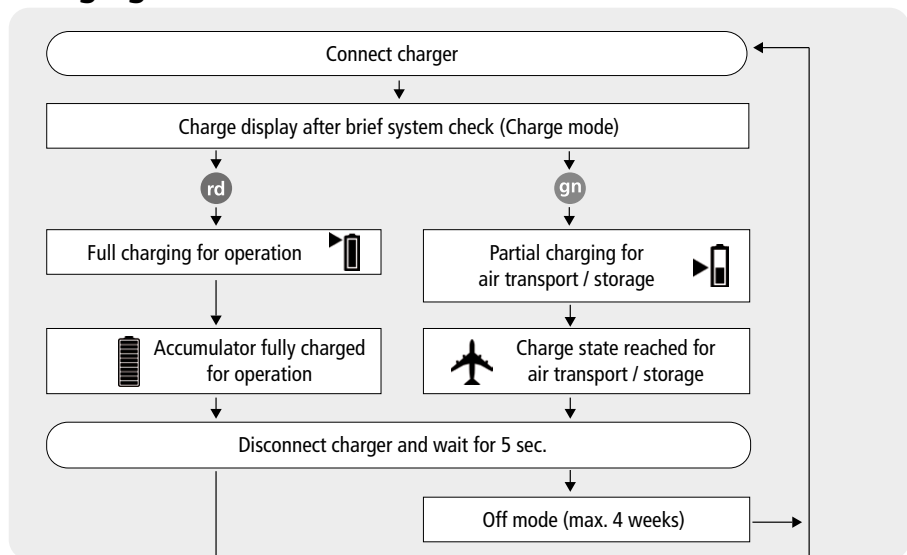 Connect charger
Charge display after brief system check (Charge mode)
rd
gn
Full charging for operation
Partial charging for
air transport / storage
Accumulator fully charged
for operation
Charge state reached for
air transport / storage
Disconnect charger and wait for 5 sec.
Off mode (max. 4 weeks)